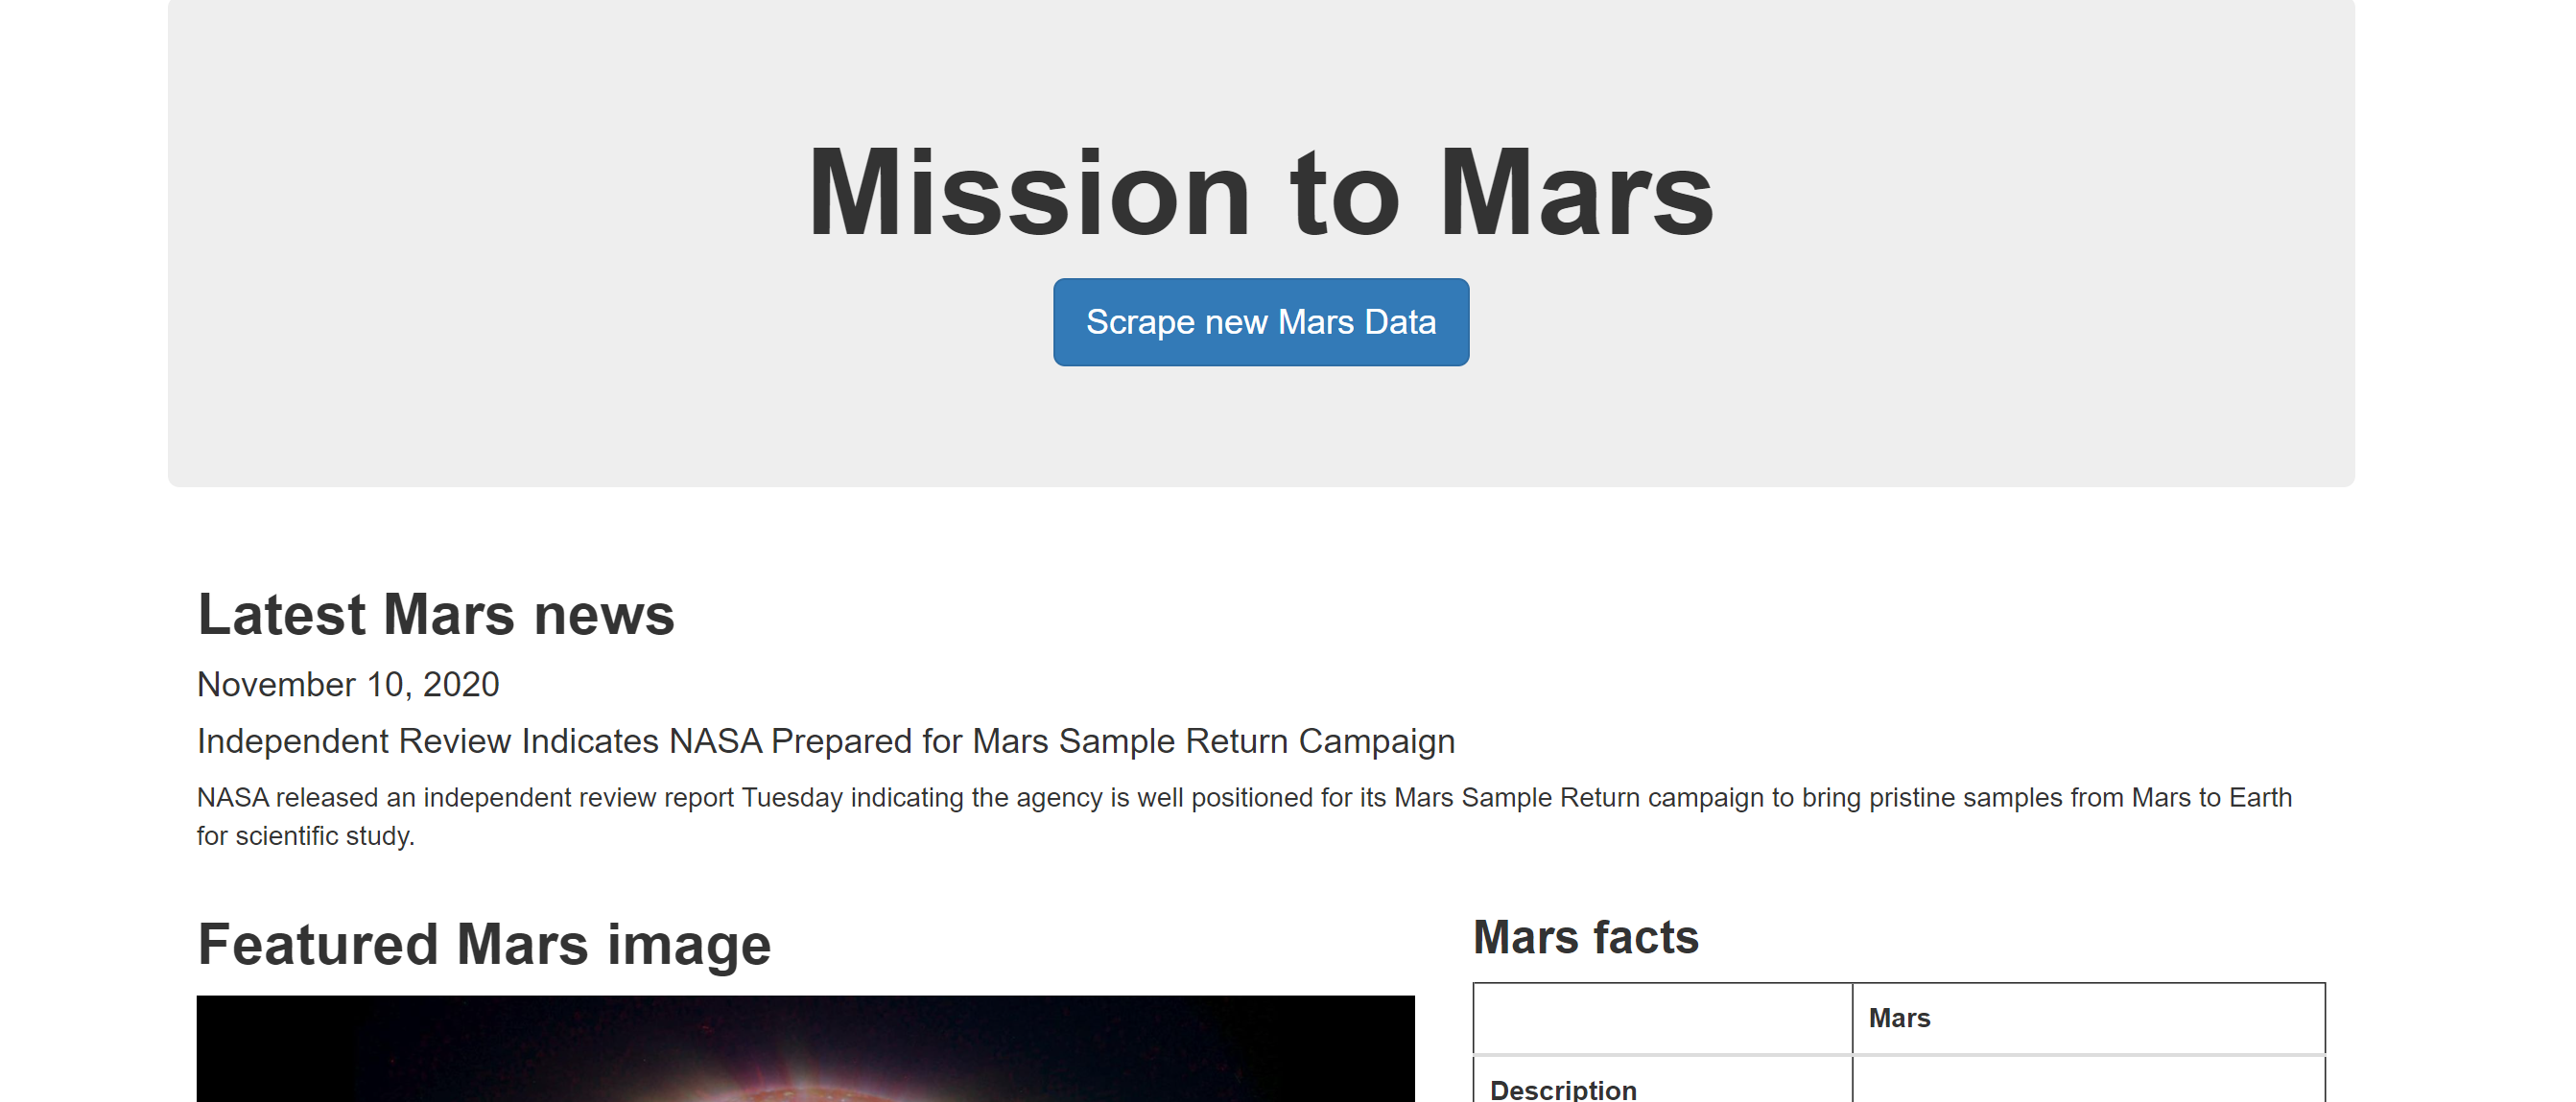 Mission to Mars
Scrape new Mars Data
Latest Mars news
November 10, 2020
Independent Review Indicates NASA Prepared for Mars Sample Return Campaign
NASA released an independent review report Tuesday indicating the agency is well positioned for its Mars Sample Return campaign to bring pristine samples from Mars to Earth
for scientific study.
Featured Mars image
Mars facts
Mars
Description